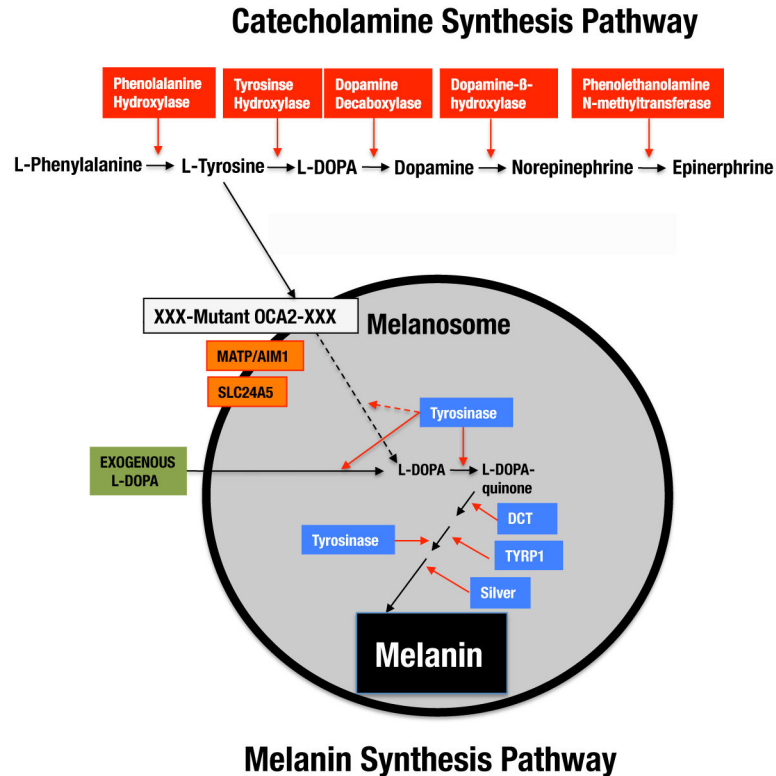 Catecholamine Synthesis Pathway
Phenolalanine
Hydroxylase
Tyrosinse
Hydroxylase
Dopamine
Decaboxylase
Dopamine-ß-
hydroxylase
Phenolethanolamine
N-methyltransferase
L-Phenylalanine
L-Tyrosine
L-DOPA
Dopamine
Norepinephrine
Epinerphrine
XXX-Mutant OCA2-XXX
Melanosome
MATP/AIM1
SLC24A5
Tyrosinase
EXOGENOUS
L-DOPA
L-DOPA
L-DOPA-
quinone
DCT
Tyrosinase
TYRP1
Silver
Melanin
Melanin Synthesis Pathway